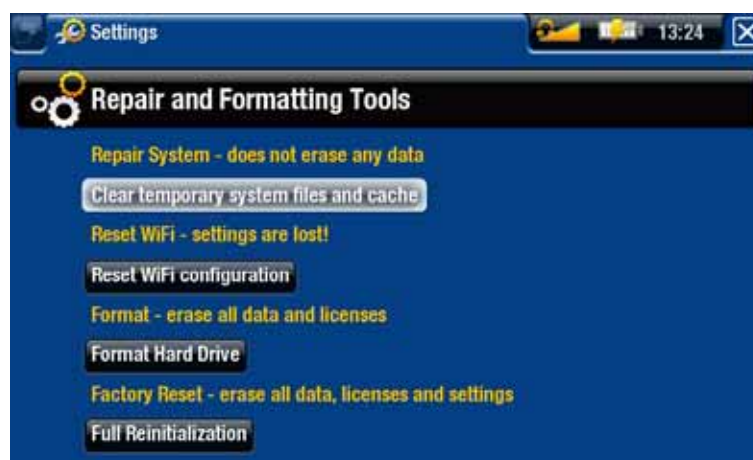 Settings
13:24
Repair and Formatting Tools
Repair System - does not erase any data
Clear temporary system files and cache
Reset WiFi - settings are lost!
Reset WiFi configuration
Format - erase all data and licenses
Format Hard Drive
Factory Reset - erase all data, licenses and settings
Full Reinitialization